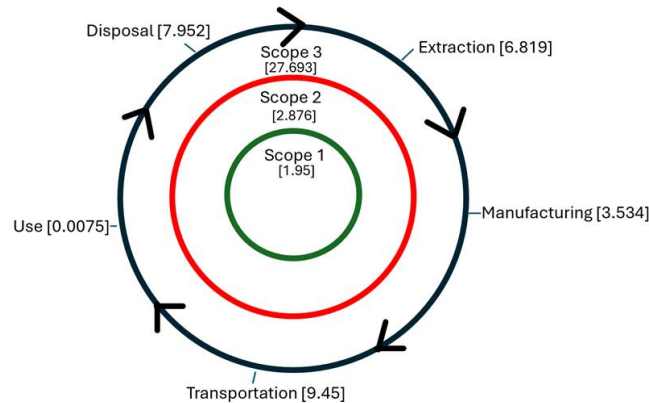 Disposal [7.952]
Scope 3
[27.693]
Extraction [6.819]
Scope 2
[2.876]
Scope 1
[1.95]
Manufacturing [3.534]
Use [0.0075]
Transportation [9.45]